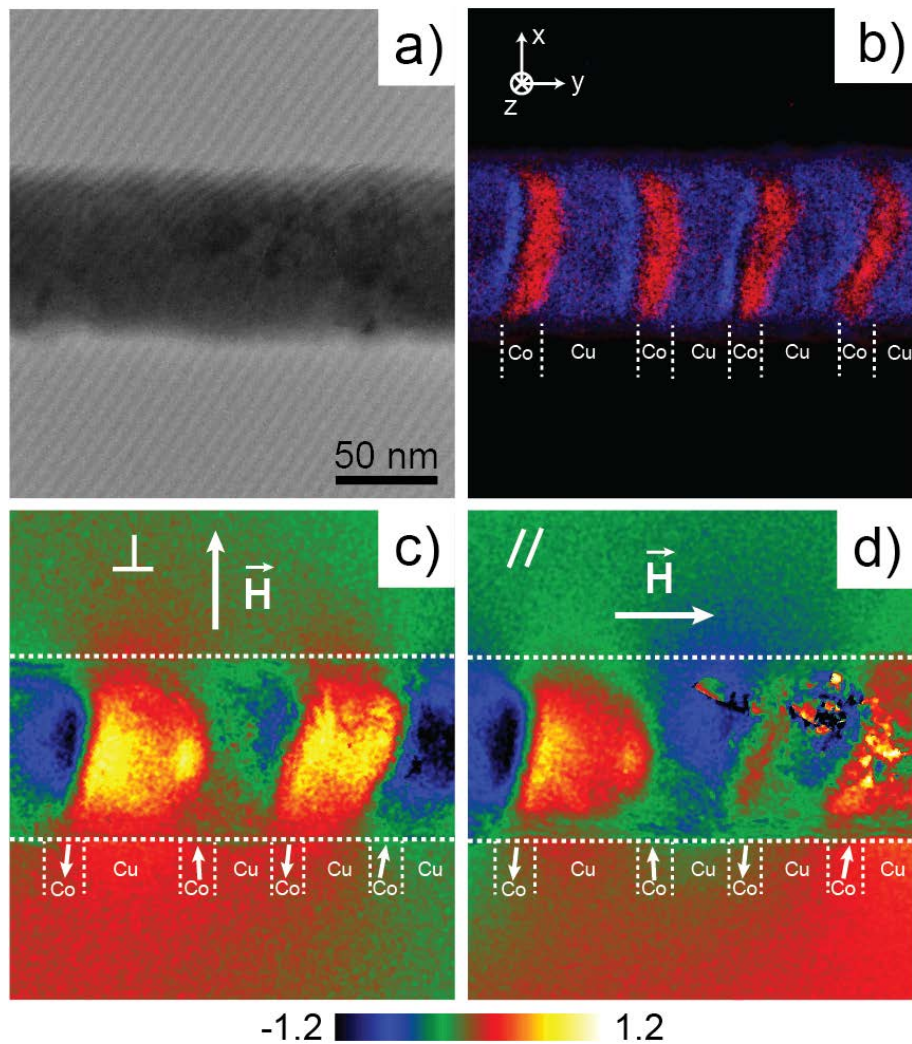 a)
50 nm
b)
x
y
z
Co Cu Co Cu Co Cu Co Cu
c)
⊥ H
Co Cu Co Cu Co Cu Co Cu
d)
// H
Co Cu Co Cu Co Cu Co Cu
-1.2 1.2